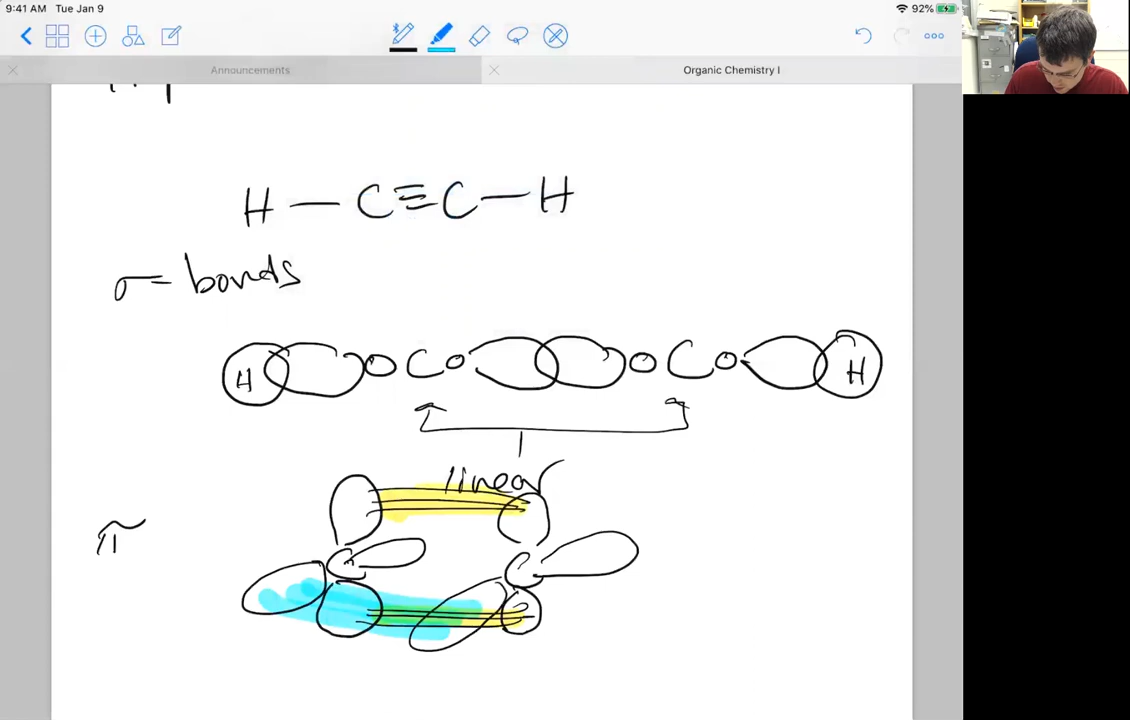 9:41 AM Tue Jan 9
92%
Announcements
Organic Chemistry I
H — C ≡ C — H
σ - bonds
H C C H
linear
π
C C